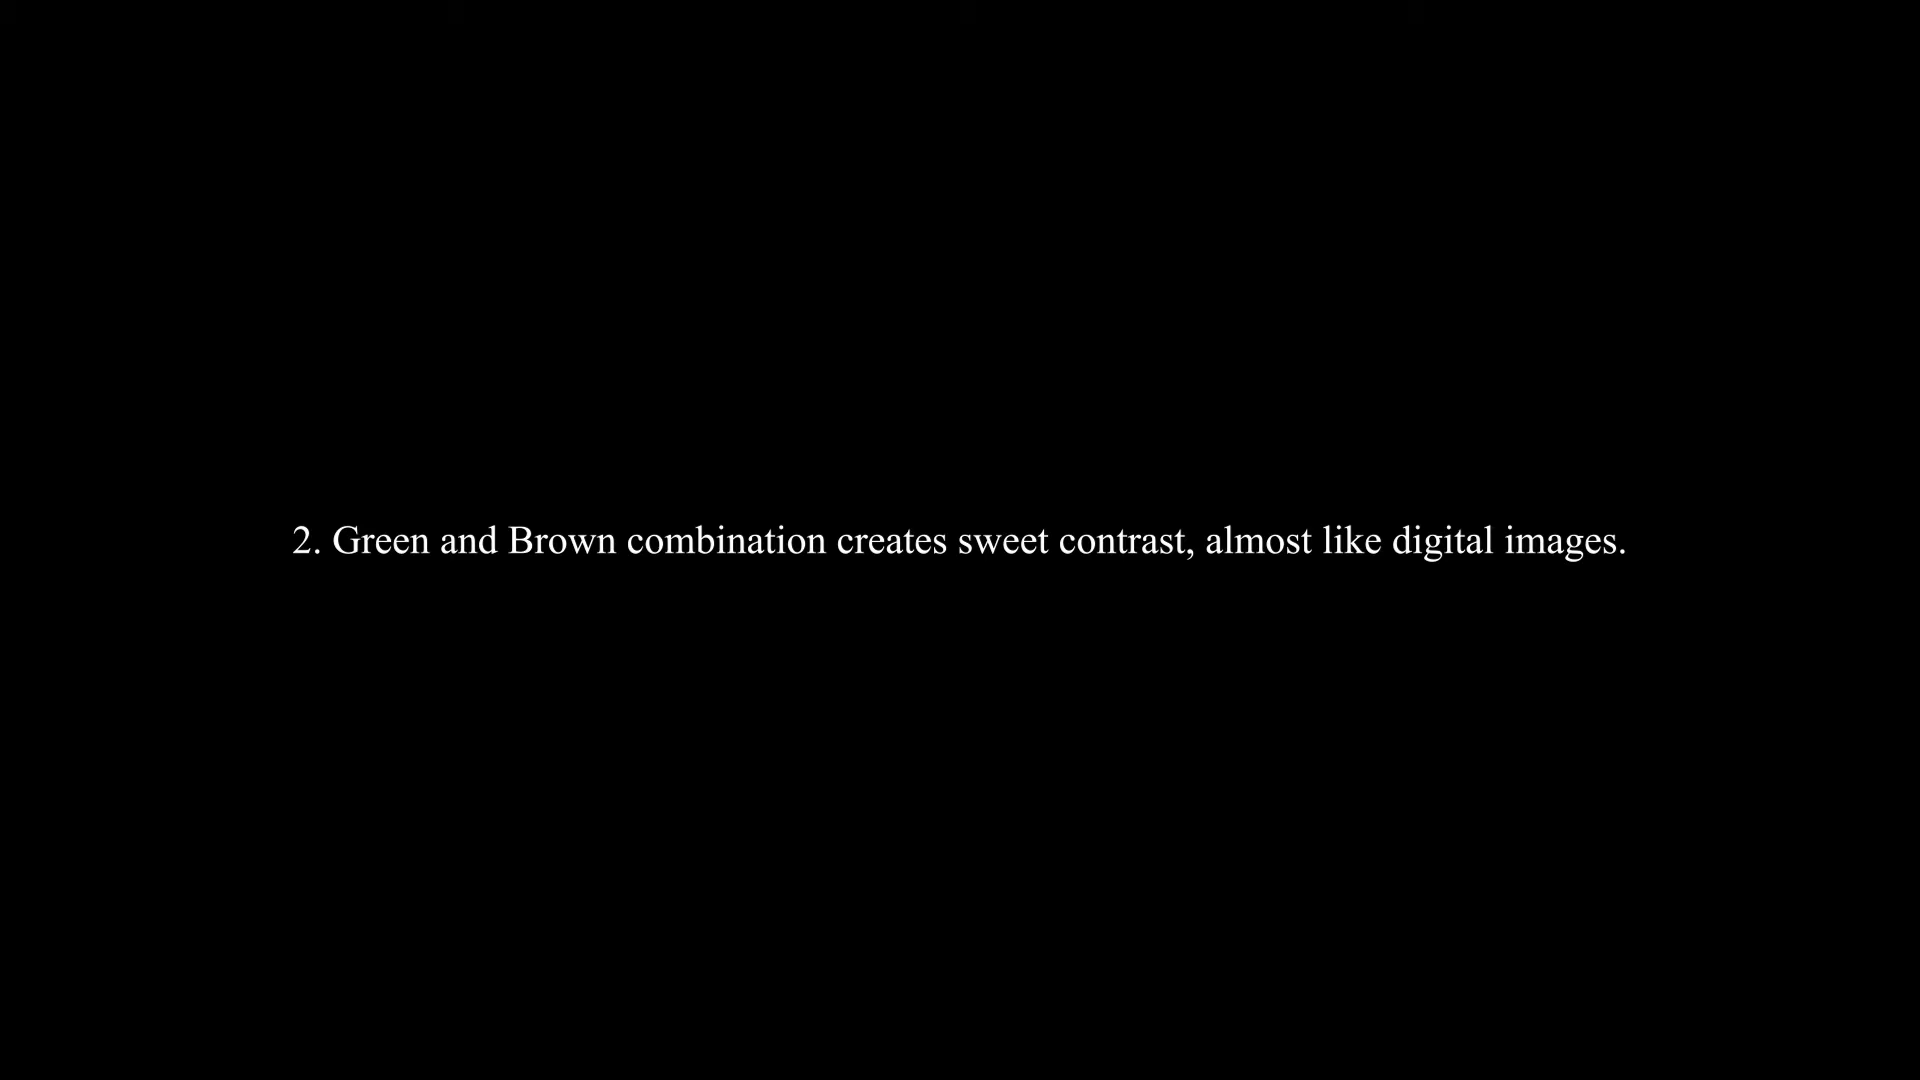 2. Green and Brown combination creates sweet contrast, almost like digital images.